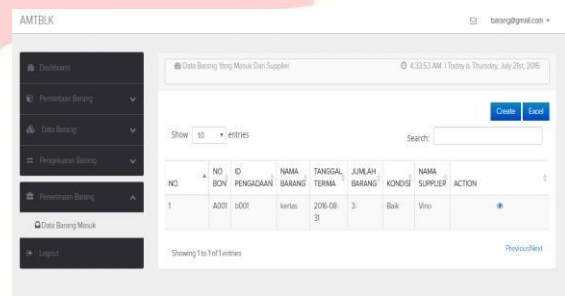 AMTBLK
barang@gmail.com
Dashboard
Data Barang Yang Masuk Dari Supplier
4:33:53 AM | Today is Thursday, July 21st, 2016
Permintaan Barang
Create Excel
Data Barang
Show 10 entries
Search:
Pengeluaran Barang
NO
NO BON
ID PENGADAAN
NAMA BARANG
TANGGAL TERIMA
JUMLAH BARANG
KONDISI
NAMA SUPPLIER
ACTION
Penerimaan Barang
1 A001 b001 kertas 2016-08-31 3 Baik Vino
Data Barang Masuk
Logout
Showing 1 to 1 of 1 entries
PreviousNext